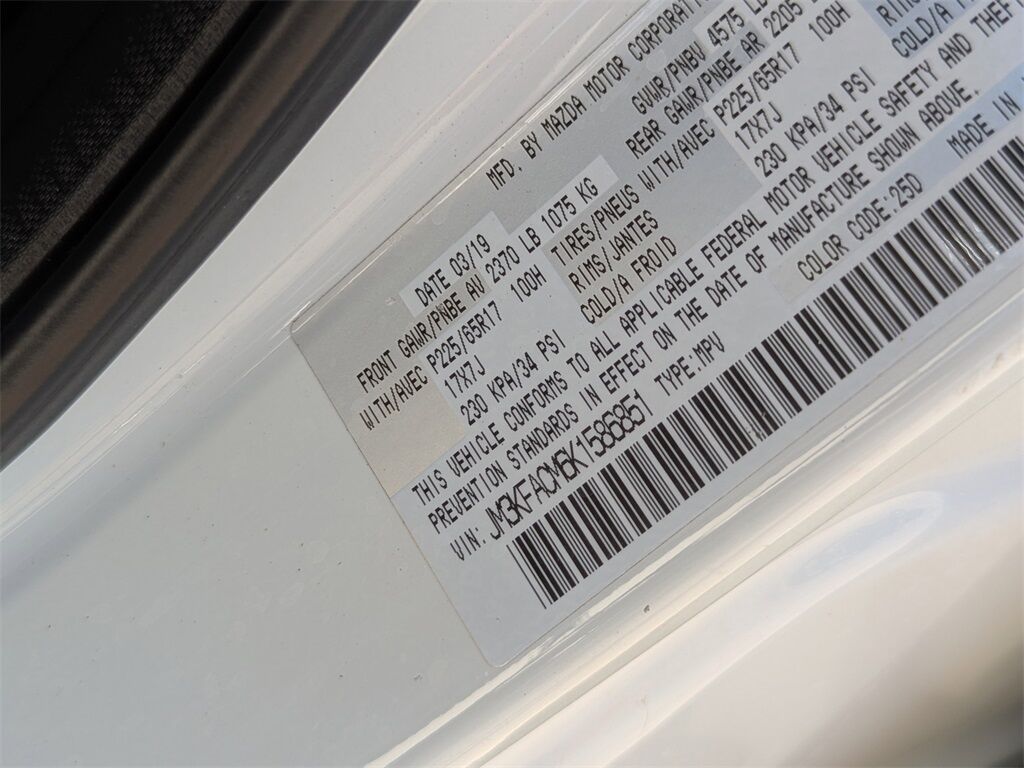 MFD. BY MAZDA MOTOR CORPORATION
DATE 03/19
GVWR/PNBV 4575 LB
FRONT GAWR/PNBE AV 2370 LB 1075 KG
REAR GAWR/PNBE AR 2205
WITH/AVEC P225/65R17 100H
TIRES/PNEUS WITH/AVEC P225/65R17 100H
17X7J
RIMS/JANTES
17X7J
230 KPA/34 PSI
COLD/A FROID
230 KPA/34 PSI
COLD/A
THIS VEHICLE CONFORMS TO ALL APPLICABLE FEDERAL MOTOR VEHICLE SAFETY AND
PREVENTION STANDARDS IN EFFECT ON THE DATE OF MANUFACTURE SHOWN ABOVE.
VIN: JM3KFACM6K1586851 TYPE:MPV
COLOR CODE:25D
MADE IN